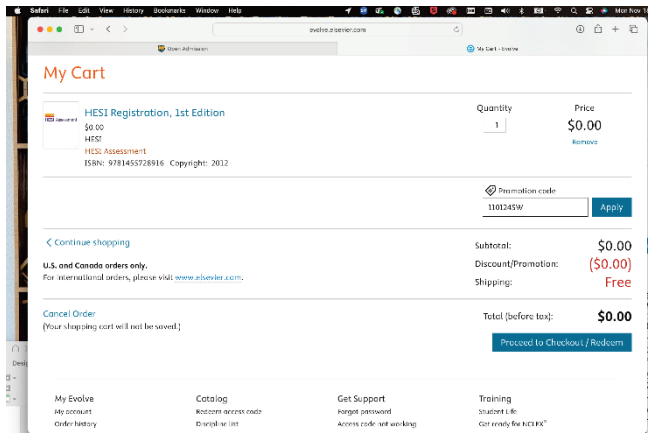 Safari File Edit View History Bookmarks Window Help
Mon Nov 18
evolve.elsevier.com
Open Admission
My Cart - Evolve
My Cart
HESI Registration, 1st Edition
$0.00
HESI
HESI Assessment
ISBN: 9781455728916 Copyright: 2012
Quantity
1
Price
$0.00
Remove
Promotion code
110124SW
Apply
Continue shopping
U.S. and Canada orders only.
For International orders, please visit www.elsevier.com.
Subtotal: $0.00
Discount/Promotion: ($0.00)
Shipping: Free
Cancel Order
(Your shopping cart will not be saved.)
Total (before tax): $0.00
Proceed to Checkout / Redeem
My Evolve
My account
Order history
Catalog
Redeem access code
Discipline list
Get Support
Forgot password
Access code not working
Training
Student Life
Get ready for NCLEX®